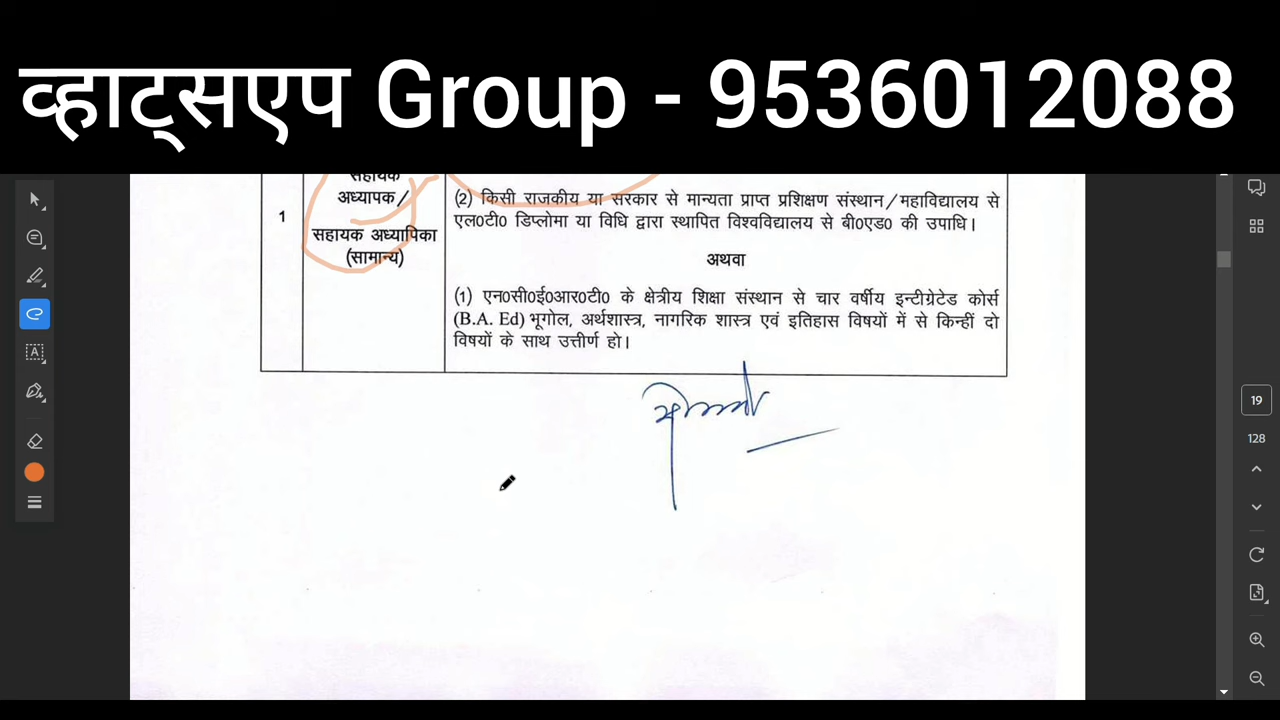 व्हाट्सएप Group - 9536012088
सहायक
अध्यापक/
(2) किसी राजकीय या सरकार से मान्यता प्राप्त प्रशिक्षण संस्थान/महाविद्यालय से
1
एल0टी0 डिप्लोमा या विधि द्वारा स्थापित विश्वविद्यालय से बी0एड0 की उपाधि।
सहायक अध्यापिका
(सामान्य)
अथवा
(1) एन0सी0ई0आर0टी0 के क्षेत्रीय शिक्षा संस्थान से चार वर्षीय इन्टीग्रेटेड कोर्स
(B.A. Ed) भूगोल, अर्थशास्त्र, नागरिक शास्त्र एवं इतिहास विषयों में से किन्हीं दो
विषयों के साथ उत्तीर्ण हो।
19
128